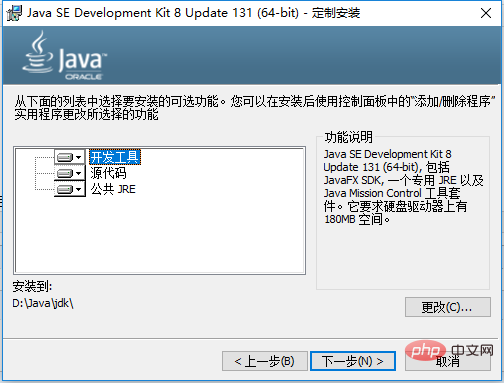 Java SE Development Kit 8 Update 131 (64-bit) - 定制安装
Java
ORACLE
从下面的列表中选择要安装的可选功能。您可以在安装后使用控制面板中的“添加/删除程序”
实用程序更改所选择的功能
开发工具
源代码
公共 JRE
功能说明
Java SE Development Kit 8
Update 131 (64-bit), 包括
JavaFX SDK, 一个专用 JRE 以及
Java Mission Control 工具套
件。它要求硬盘驱动器上有
180MB 空间。
安装到:
D:\Java\jdk\
更改(C)...
< 上一步(B)
下一步(N) >
取消
php 中文网